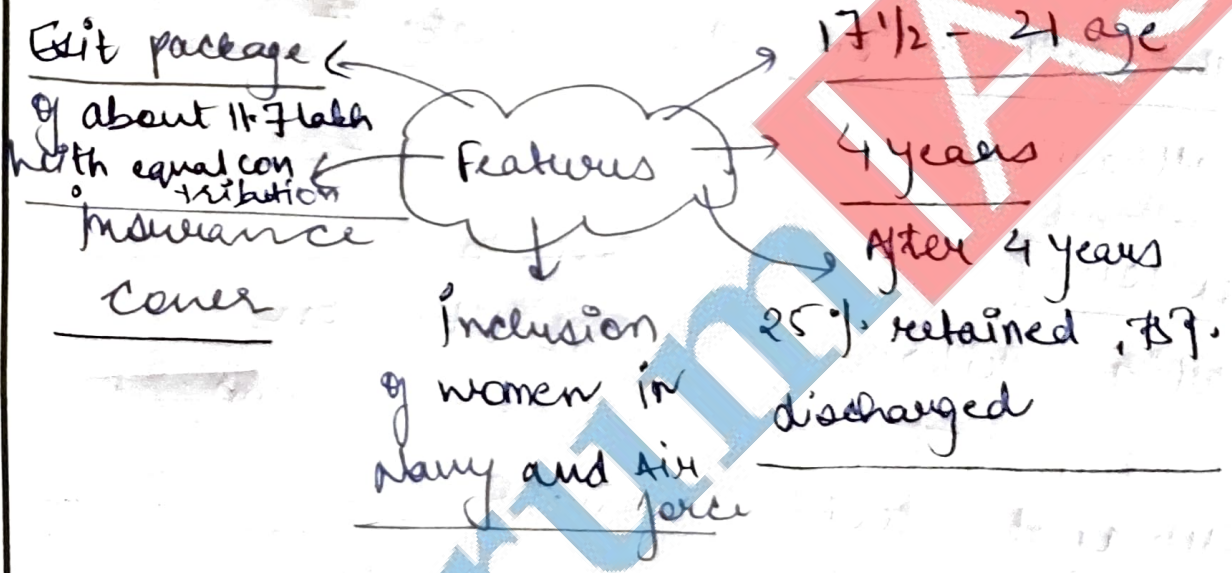 Exit package
of about 11.7 lakh
with equal con
tribution
insurance
cover
Features
17 1/2 - 21 age
4 years
After 4 years
25% retained, 75%
discharged
Inclusion
of women in
Navy and Air
force